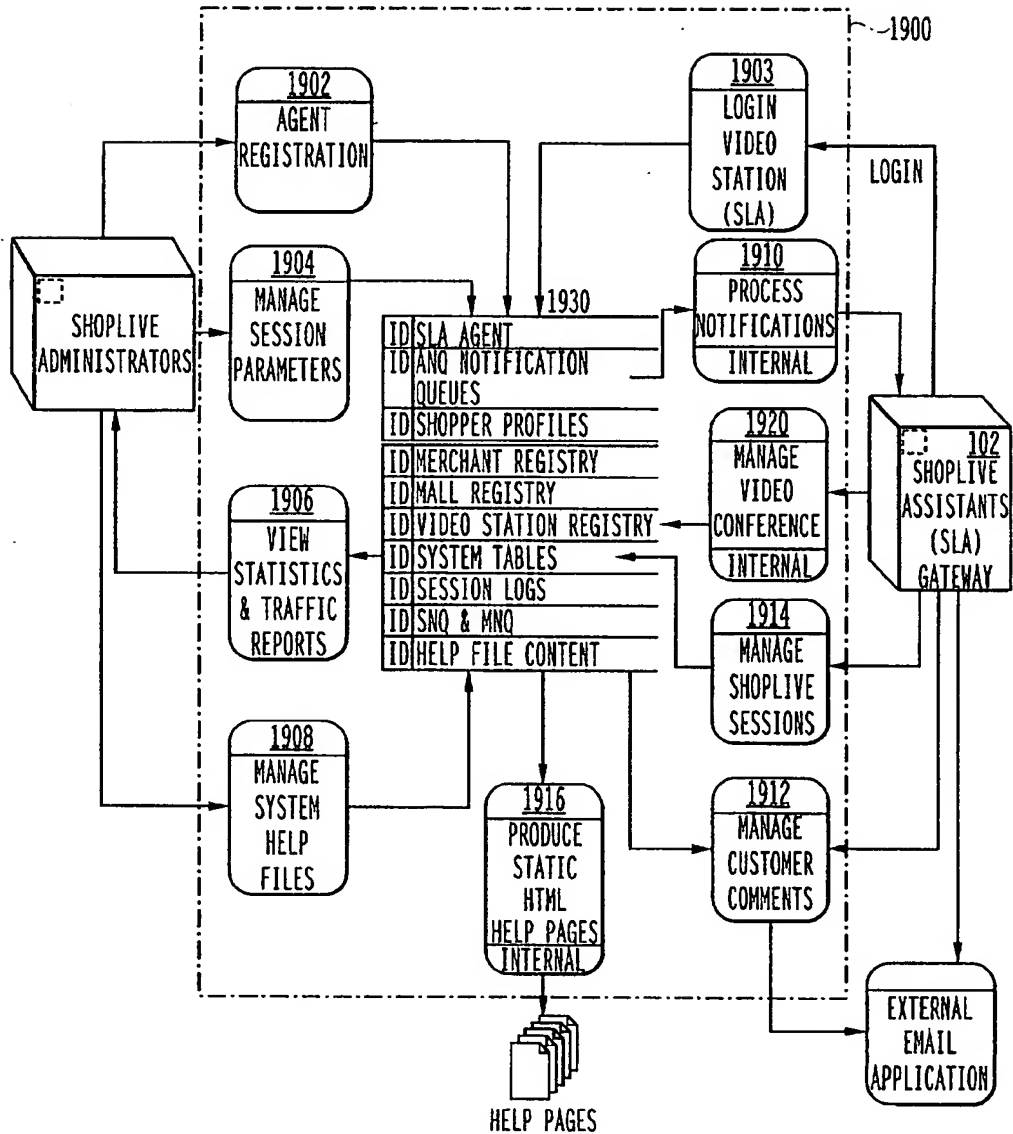 1900
1902
AGENT
REGISTRATION
1903
LOGIN
VIDEO
STATION
(SLA)
LOGIN
SHOPLIVE
ADMINISTRATORS
1904
MANAGE
SESSION
PARAMETERS
1910
PROCESS
NOTIFICATIONS
INTERNAL
1930
ID SLA AGENT
ID ANQ NOTIFICATION
QUEUES
ID SHOPPER PROFILES
ID MERCHANT REGISTRY
ID MALL REGISTRY
ID VIDEO STATION REGISTRY
ID SYSTEM TABLES
ID SESSION LOGS
ID SNQ & MNQ
ID HELP FILE CONTENT
1920
MANAGE
VIDEO
CONFERENCE
INTERNAL
102
SHOPLIVE
ASSISTANTS
(SLA)
GATEWAY
1906
VIEW
STATISTICS
& TRAFFIC
REPORTS
1914
MANAGE
SHOPLIVE
SESSIONS
1908
MANAGE
SYSTEM
HELP
FILES
1916
PRODUCE
STATIC
HTML
HELP PAGES
INTERNAL
1912
MANAGE
CUSTOMER
COMMENTS
EXTERNAL
EMAIL
APPLICATION
HELP PAGES